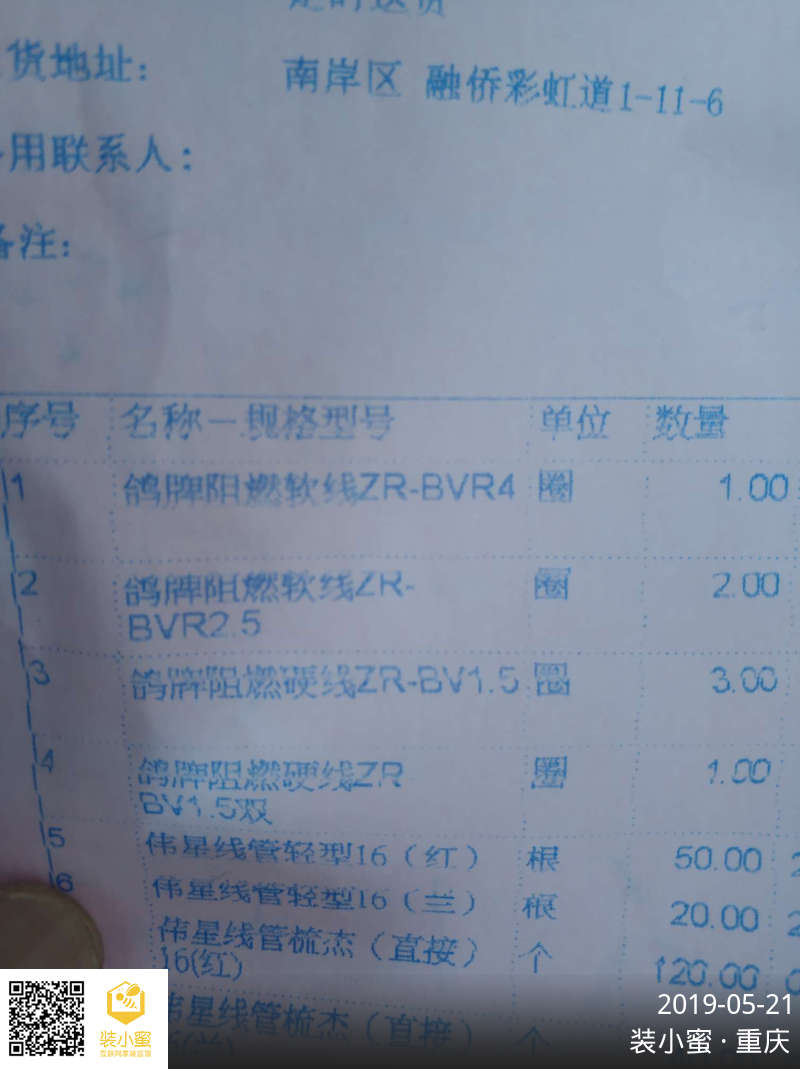 定时送货
货地址： 南岸区 融侨彩虹道1-11-6
用联系人：
备注：
序号 名称－规格型号 单位 数量
1 鸽牌阻燃软线ZR-BVR4 圈 1.00
2 鸽牌阻燃软线ZR- 圈 2.00
BVR2.5
3 鸽牌阻燃硬线ZR-BV1.5 圈 3.00
4 鸽牌阻燃硬线ZR 圈 1.00
BV1.5双
5 伟星线管轻型16（红） 根 50.00
6 伟星线管轻型16（兰） 根 20.00
伟星线管梳杰（直接） 个 120.00
16(红)
伟星线管梳杰（直接） 个
2019-05-21
装小蜜·重庆
装小蜜